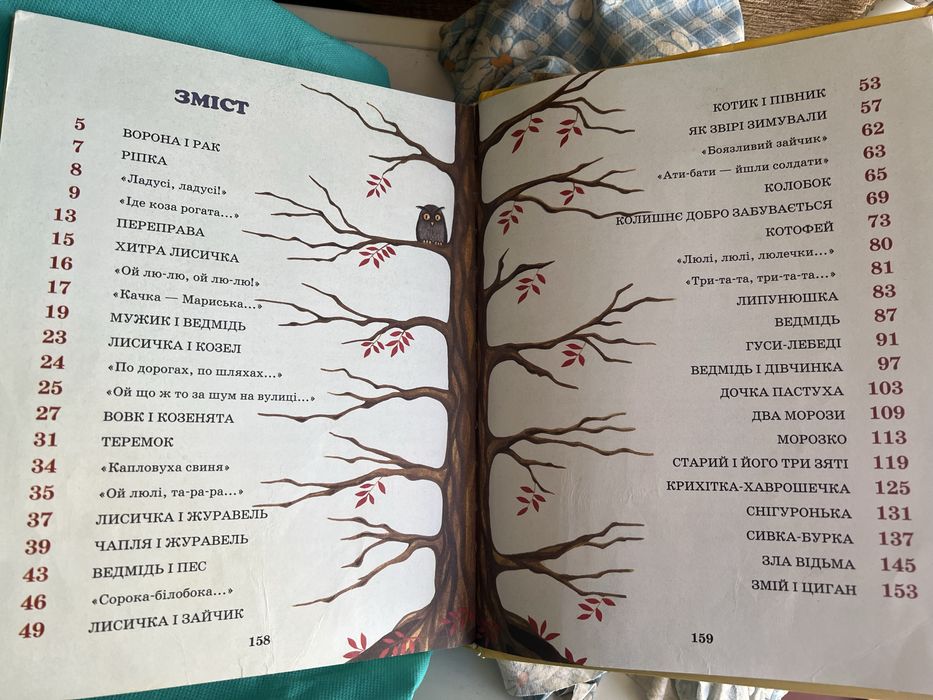 ЗМІСТ
5 ВОРОНА І РАК
7 РІПКА
8 «Ладусі, ладусі!»
9 «Іде коза рогата...»
13 ПЕРЕПРАВА
15 ХИТРА ЛИСИЧКА
16 «Ой лю-лю, ой лю-лю!»
17 «Качка — Мариська...»
19 МУЖИК І ВЕДМІДЬ
23 ЛИСИЧКА І КОЗЕЛ
24 «По дорогах, по шляхах...»
25 «Ой що ж то за шум на вулиці...»
27 ВОВК І КОЗЕНЯТА
31 ТЕРЕМОК
34 «Капловуха свиня»
35 «Ой люлі, та-ра-ра...»
37 ЛИСИЧКА І ЖУРАВЕЛЬ
39 ЧАПЛЯ І ЖУРАВЕЛЬ
43 ВЕДМІДЬ І ПЕС
46 «Сорока-білобока...»
49 ЛИСИЧКА І ЗАЙЧИК
158
КОТИК І ПІВНИК 53
ЯК ЗВІРІ ЗИМУВАЛИ 57
«Боязливий зайчик» 62
«Ати-бати — йшли солдати» 63
КОЛОБОК 65
КОЛИШНЄ ДОБРО ЗАБУВАЄТЬСЯ 69
КОТОФЕЙ 73
«Люлі, люлі, люлечки...» 80
«Три-та-та, три-та-та...» 81
ЛИПУНЮШКА 83
ВЕДМІДЬ 87
ГУСИ-ЛЕБЕДІ 91
ВЕДМІДЬ І ДІВЧИНКА 97
ДОЧКА ПАСТУХА 103
ДВА МОРОЗИ 109
МОРОЗКО 113
СТАРИЙ І ЙОГО ТРИ ЗЯТІ 119
КРИХІТКА-ХАВРОШЕЧКА 125
СНІГУРОНЬКА 131
СИВКА-БУРКА 137
ЗЛА ВІДЬМА 145
ЗМІЙ І ЦИГАН 153
159